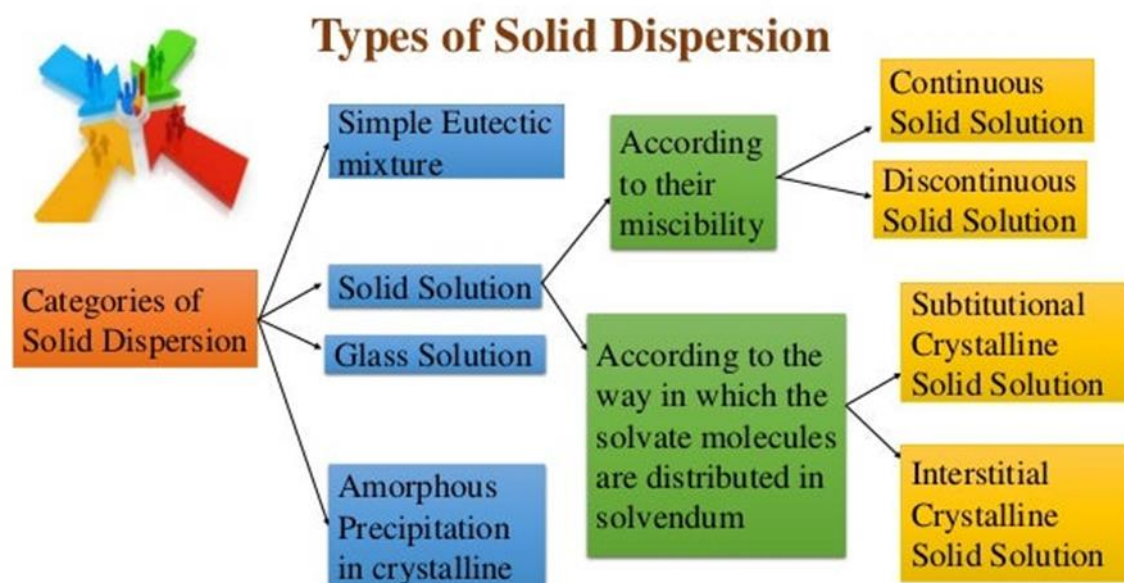 Types of Solid Dispersion
Categories of
Solid Dispersion
Simple Eutectic
mixture
Solid Solution
Glass Solution
Amorphous
Precipitation
in crystalline
According
to their
miscibility
According to the
way in which the
solvate molecules
are distributed in
solvendum
Continuous
Solid Solution
Discontinuous
Solid Solution
Subtitutional
Crystalline
Solid Solution
Interstitial
Crystalline
Solid Solution